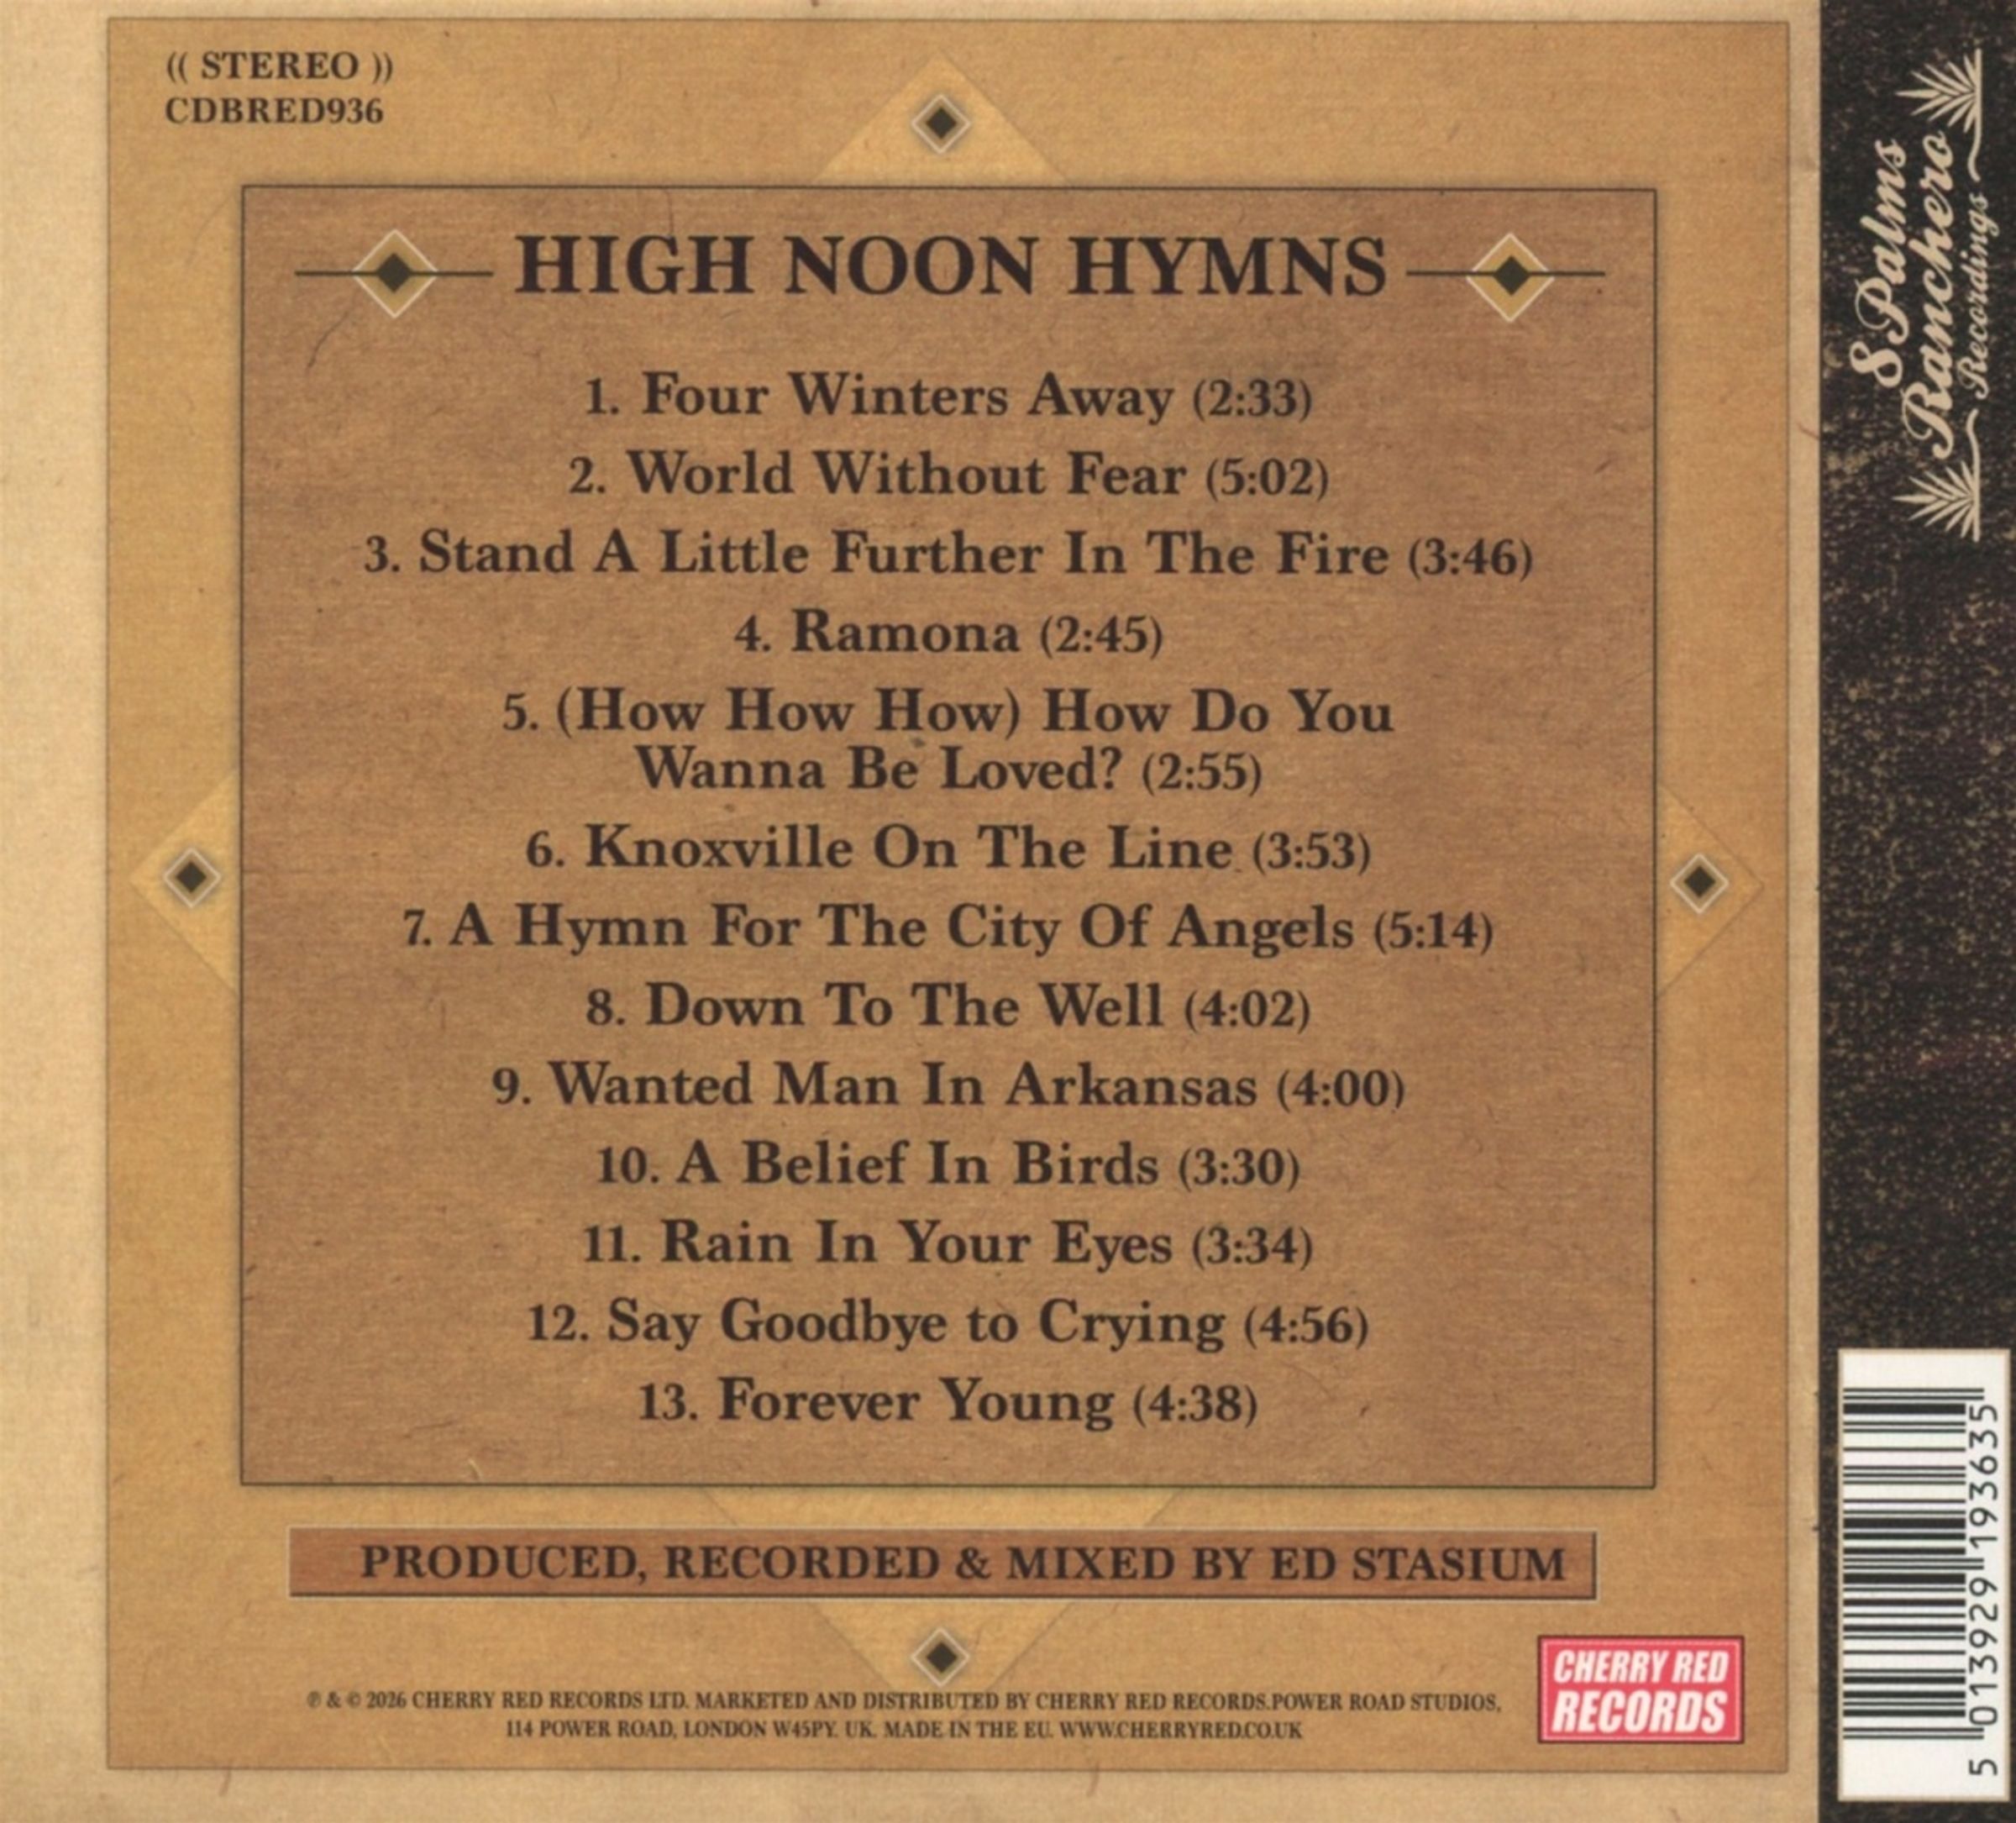 (( STEREO ))
CDBRED936
HIGH NOON HYMNS
1. Four Winters Away (2:33)
2. World Without Fear (5:02)
3. Stand A Little Further In The Fire (3:46)
4. Ramona (2:45)
5. (How How How) How Do You
Wanna Be Loved? (2:55)
6. Knoxville On The Line (3:53)
7. A Hymn For The City Of Angels (5:14)
8. Down To The Well (4:02)
9. Wanted Man In Arkansas (4:00)
10. A Belief In Birds (3:30)
11. Rain In Your Eyes (3:34)
12. Say Goodbye to Crying (4:56)
13. Forever Young (4:38)
PRODUCED, RECORDED & MIXED BY ED STASIUM
℗ & © 2026 CHERRY RED RECORDS LTD. MARKETED AND DISTRIBUTED BY CHERRY RED RECORDS.POWER ROAD STUDIOS,
114 POWER ROAD, LONDON W45PY. UK. MADE IN THE EU. WWW.CHERRYRED.CO.UK
CHERRY RED
RECORDS
8 Palms
Ranchero
Recordings
5 013929 193635